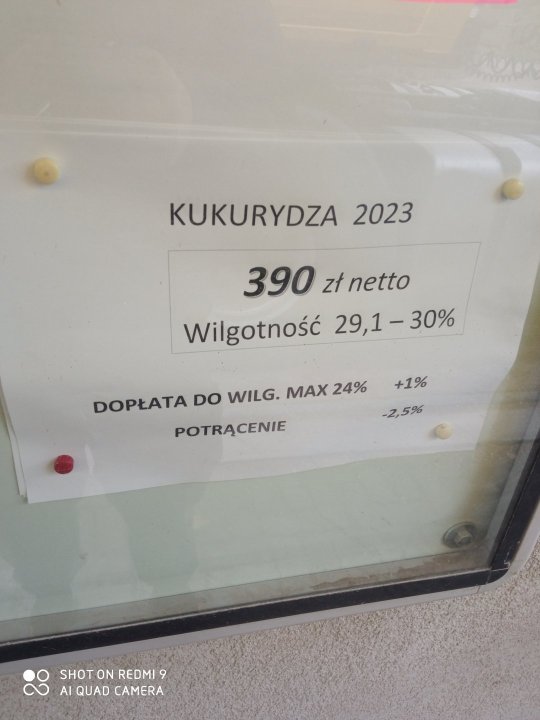 KUKURYDZA 2023
390 zł netto
Wilgotność 29,1 – 30%
DOPŁATA DO WILG. MAX 24% +1%
POTRĄCENIE -2,5%
SHOT ON REDMI 9
AI QUAD CAMERA